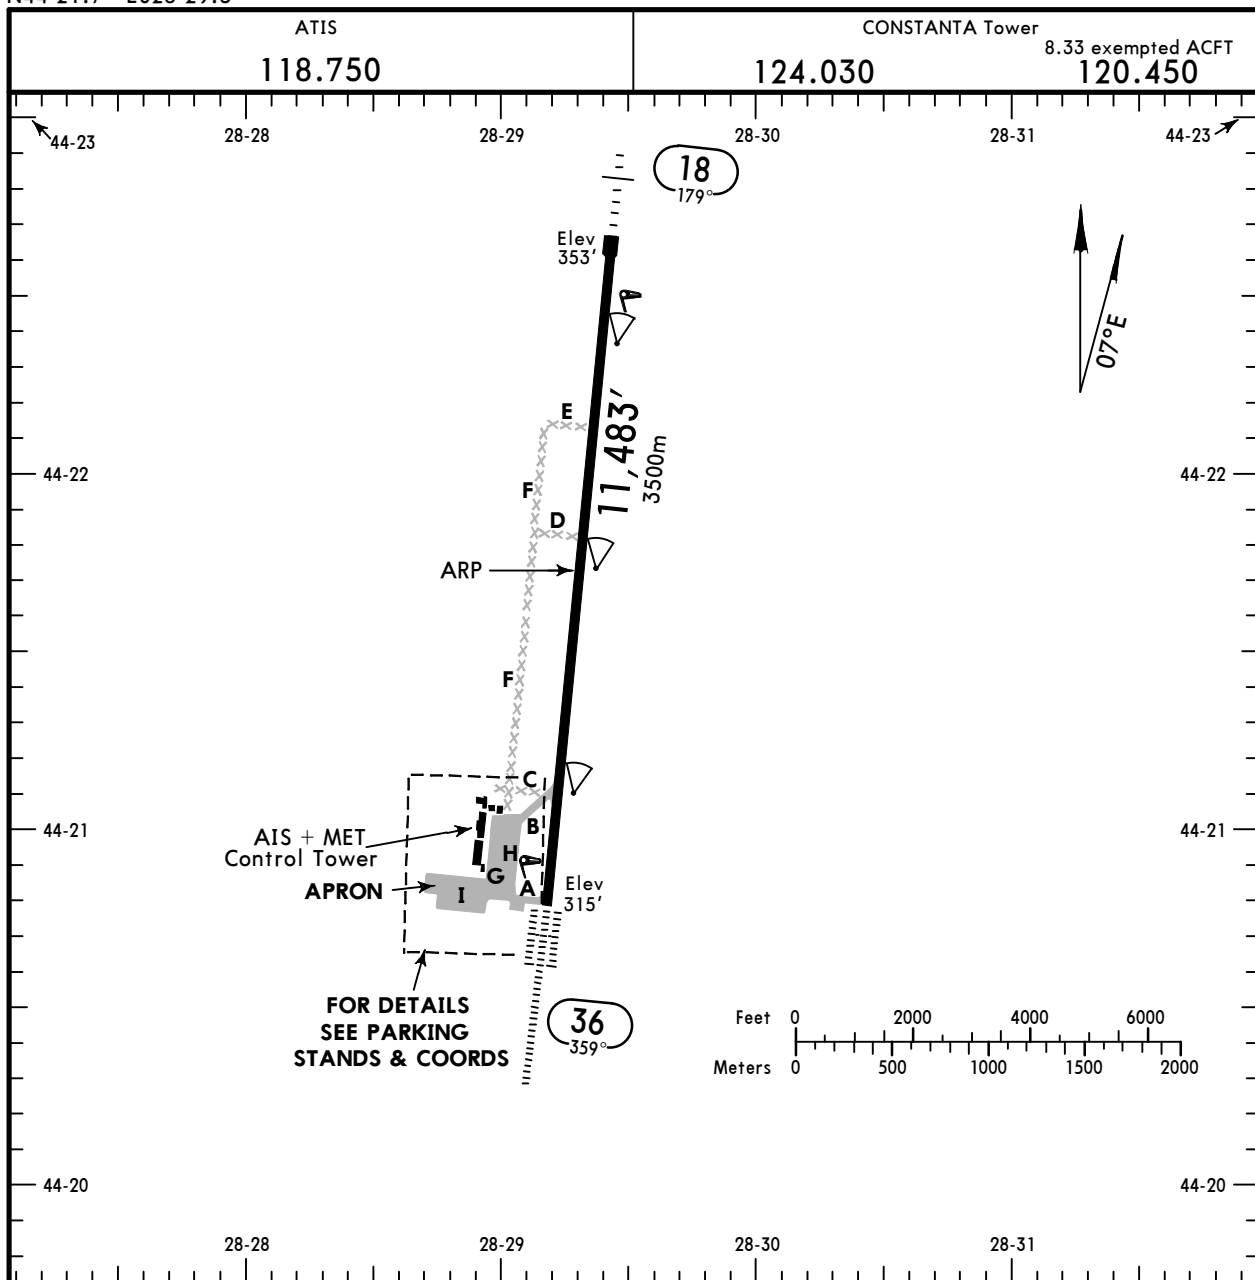 ATIS
118.750
CONSTANTA Tower
8.33 exempted ACFT
124.030 120.450
44-23 28-28 28-29 28-30 28-31 44-23
18
179°
Elev
353'
07°E
11,483'
3500m
E
44-22 44-22
F
D
ARP
F
C
44-21 44-21
B
AIS + MET
Control Tower
H
G
A
APRON
I
Elev
315'
FOR DETAILS
SEE PARKING
STANDS & COORDS
36
359°
Feet 0 2000 4000 6000
Meters 0 500 1000 1500 2000
44-20 44-20
28-28 28-29 28-30 28-31